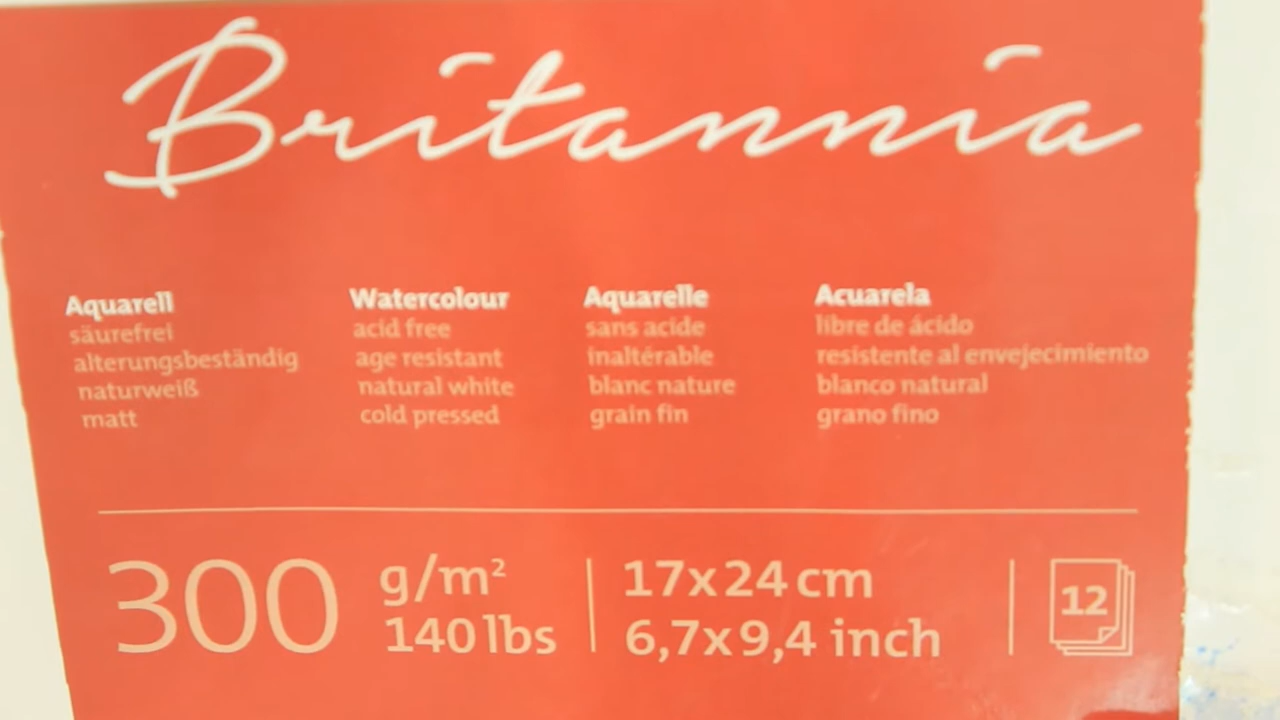 Britannia
Aquarell
säurefrei
alterungsbeständig
naturweiß
matt
Watercolour
acid free
age resistant
natural white
cold pressed
Aquarelle
sans acide
inaltérable
blanc nature
grain fin
Acuarela
libre de ácido
resistente al envejecimiento
blanco natural
grano fino
300 g/m²
140 lbs
17x24 cm
6,7x9,4 inch
12